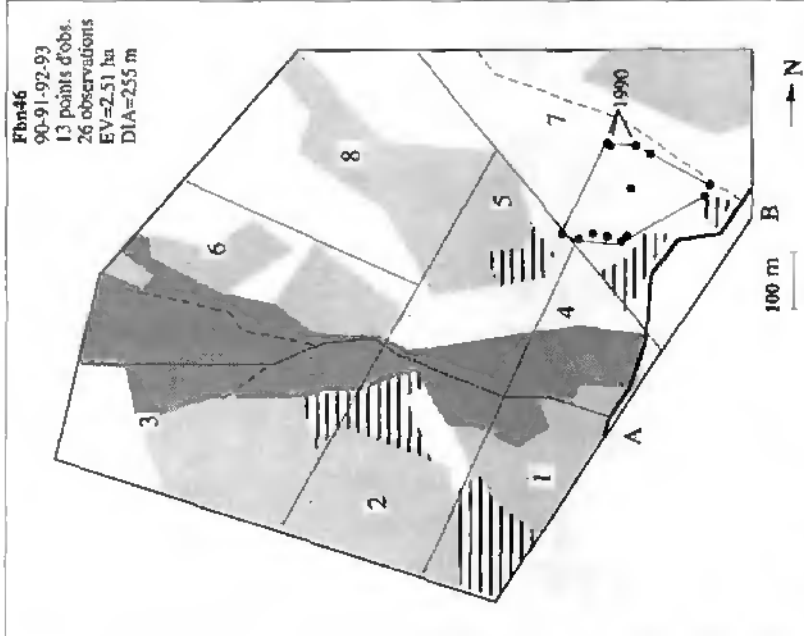 Fbn46
90-91-92-93
13 points d'obs.
26 observations
EV=2.51 ha
DIA=255 m
8
6
3
5
7
1990
4
2
1
A
B
100 m
N